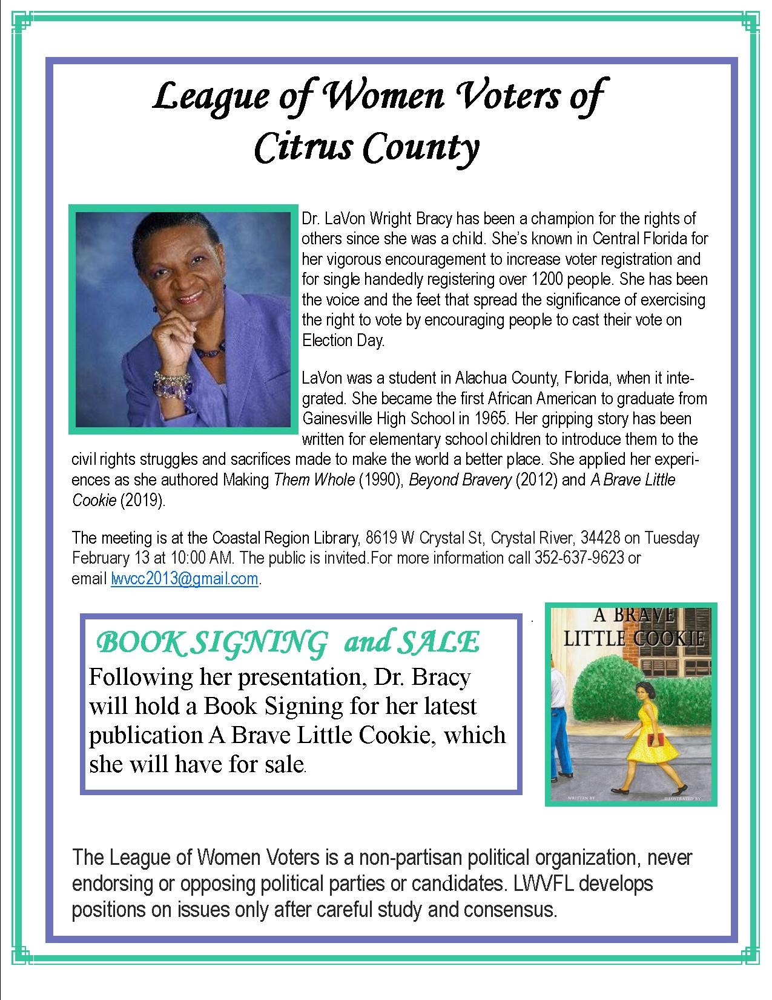 League of Women Voters of
Citrus County
Dr. LaVon Wright Bracy has been a champion for the rights of
others since she was a child. She’s known in Central Florida for
her vigorous encouragement to increase voter registration and
for single handedly registering over 1200 people. She has been
the voice and the feet that spread the significance of exercising
the right to vote by encouraging people to cast their vote on
Election Day.
LaVon was a student in Alachua County, Florida, when it inte-
grated. She became the first African American to graduate from
Gainesville High School in 1965. Her gripping story has been
written for elementary school children to introduce them to the
civil rights struggles and sacrifices made to make the world a better place. She applied her experi-
ences as she authored Making Them Whole (1990), Beyond Bravery (2012) and A Brave Little
Cookie (2019).
The meeting is at the Coastal Region Library, 8619 W Crystal St, Crystal River, 34428 on Tuesday
February 13 at 10:00 AM. The public is invited.For more information call 352-637-9623 or
email lwvcc2013@gmail.com.
.
BOOK SIGNING and SALE
Following her presentation, Dr. Bracy
will hold a Book Signing for her latest
publication A Brave Little Cookie, which
she will have for sale.
A BRAVE
LITTLE COOKIE
WRITTEN BY
ILLUSTRATED BY
The League of Women Voters is a non-partisan political organization, never
endorsing or opposing political parties or candidates. LWVFL develops
positions on issues only after careful study and consensus.